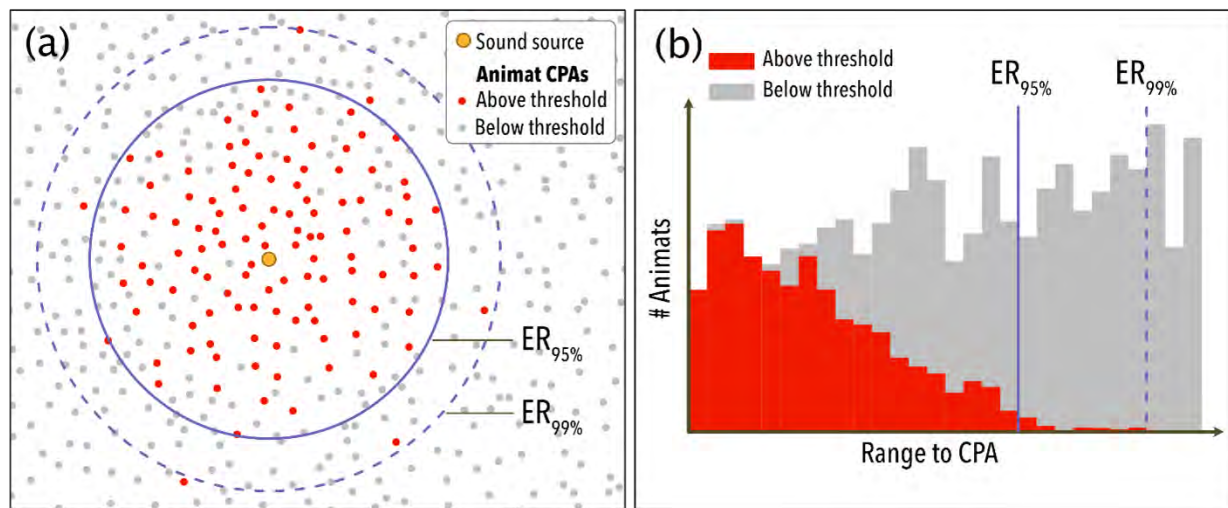 (a)
Sound source
Animat CPAs
Above threshold
Below threshold
ER95%
ER99%
(b)
Above threshold
Below threshold
ER95%
ER99%
# Animats
Range to CPA